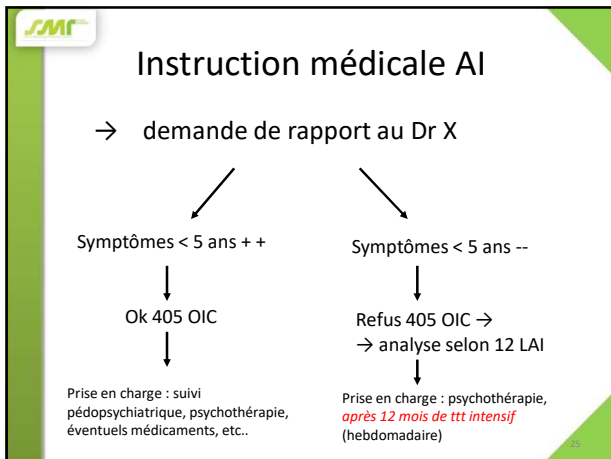 SMR
Instruction médicale AI
→ demande de rapport au Dr X
Symptômes < 5 ans + +
Symptômes < 5 ans --
Ok 405 OIC
Refus 405 OIC →
→ analyse selon 12 LAI
Prise en charge : suivi
pédopsychiatrique, psychothérapie,
éventuels médicaments, etc..
Prise en charge : psychothérapie,
après 12 mois de ttt intensif
(hebdomadaire)
25